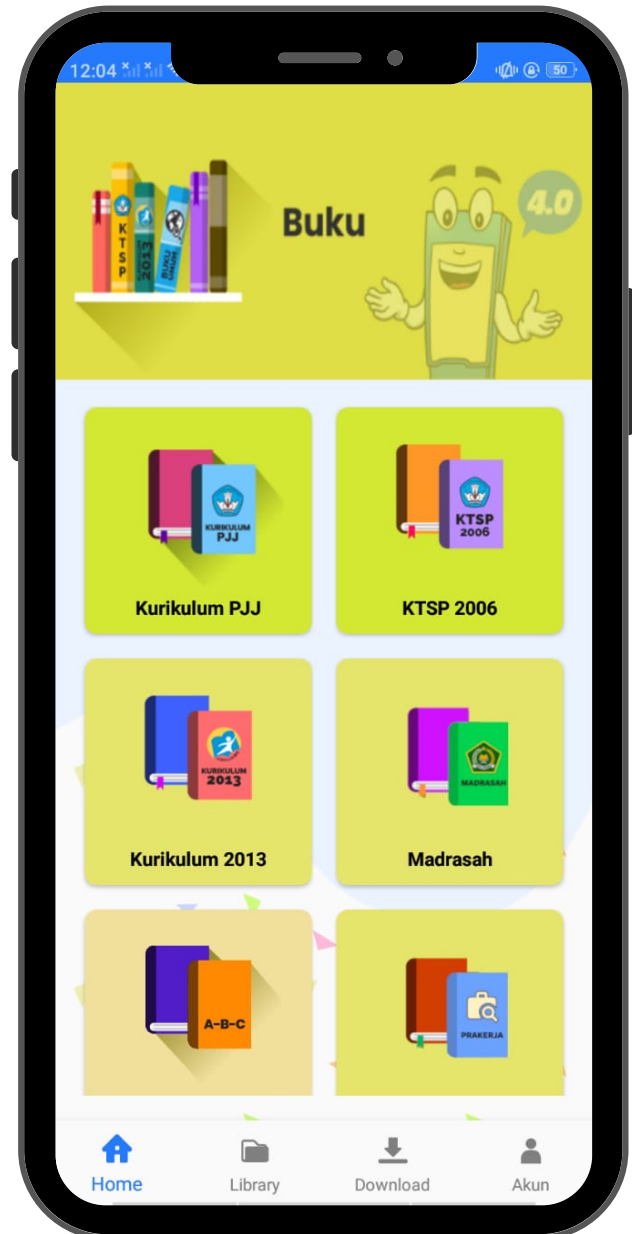 12:04
50
KTSP
2013
BUKU
UMUM
Buku
4.0
KURIKULUM
PJJ
KTSP
2006
Kurikulum PJJ
KTSP 2006
KURIKULUM
2013
MADRASAH
Kurikulum 2013
Madrasah
A-B-C
PRAKERJA
Home
Library
Download
Akun